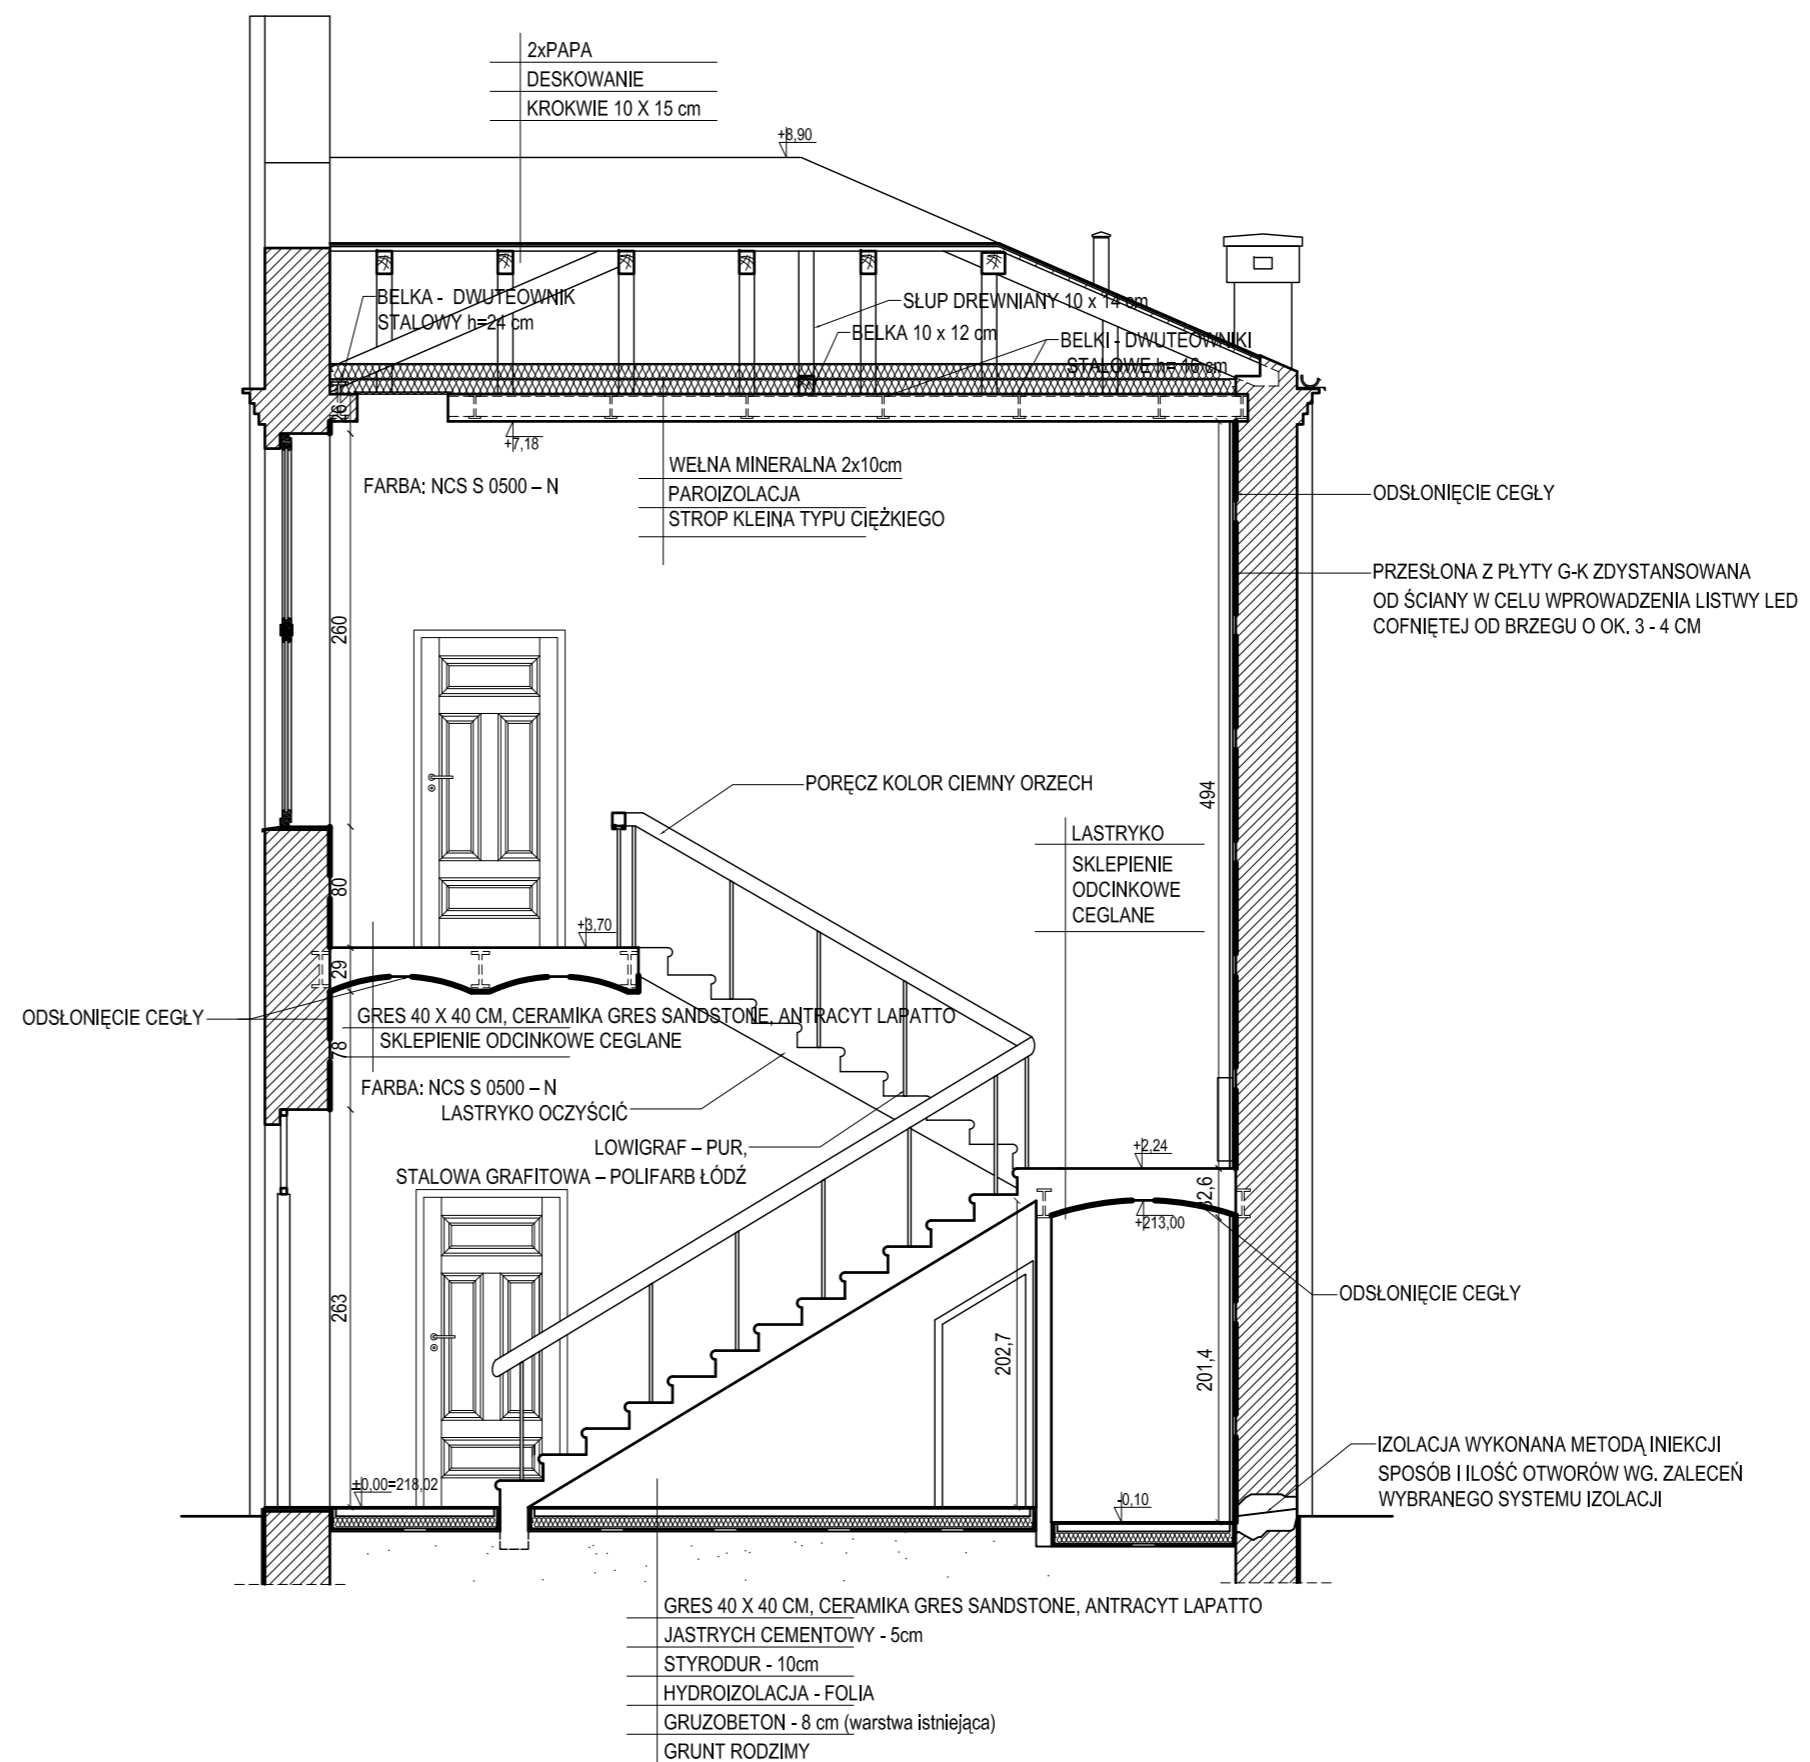 2xPAPA
DESKOWANIE
KROKWIE 10 X 15 cm
+8,90
BELKA - DWUTEOWNIK
STALOWY h=24 cm
SŁUP DREWNIANY 10 x 14 cm
BELKA 10 x 12 cm
BELKI - DWUTEOWNIKI
STALOWE h= 16 cm
26
+7,18
WEŁNA MINERALNA 2x10cm
PAROIZOLACJA
STROP KLEINA TYPU CIĘŻKIEGO
FARBA: NCS S 0500 – N
ODSŁONIĘCIE CEGŁY
PRZESŁONA Z PŁYTY G-K ZDYSTANSOWANA
OD ŚCIANY W CELU WPROWADZENIA LISTWY LED
COFNIĘTEJ OD BRZEGU O OK. 3 - 4 CM
260
PORĘCZ KOLOR CIEMNY ORZECH
494
LASTRYKO
SKLEPIENIE
ODCINKOWE
CEGLANE
80
+3,70
29
ODSŁONIĘCIE CEGŁY
GRES 40 X 40 CM, CERAMIKA GRES SANDSTONE, ANTRACYT LAPATTO
SKLEPIENIE ODCINKOWE CEGLANE
78
FARBA: NCS S 0500 – N
LASTRYKO OCZYŚCIĆ
LOWIGRAF – PUR,
STALOWA GRAFITOWA – POLIFARB ŁÓDŹ
+2,24
32,6
+213,00
ODSŁONIĘCIE CEGŁY
263
202,7
201,4
IZOLACJA WYKONANA METODĄ INIEKCJI
SPOSÓB I ILOŚĆ OTWORÓW WG. ZALECEŃ
WYBRANEGO SYSTEMU IZOLACJI
±0,00=218,02
-0,10
GRES 40 X 40 CM, CERAMIKA GRES SANDSTONE, ANTRACYT LAPATTO
JASTRYCH CEMENTOWY - 5cm
STYRODUR - 10cm
HYDROIZOLACJA - FOLIA
GRUZOBETON - 8 cm (warstwa istniejąca)
GRUNT RODZIMY